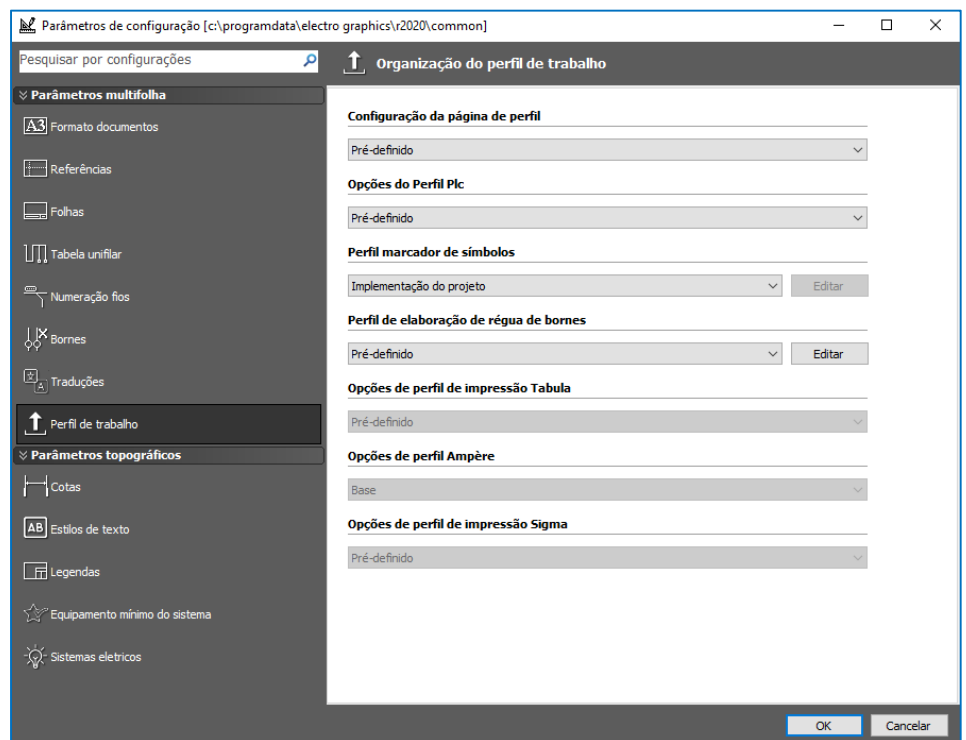 Parâmetros de configuração [c:\programdata\electro graphics\r2020\common]
Pesquisar por configurações
Parâmetros multifolha
A3 Formato documentos
Referências
Folhas
Tabela unifilar
Numeração fios
Bornes
Traduções
Perfil de trabalho
Parâmetros topográficos
Cotas
AB Estilos de texto
Legendas
Equipamento mínimo do sistema
Sistemas eletricos
Organização do perfil de trabalho
Configuração da página de perfil
Pré-definido
Opções do Perfil Plc
Pré-definido
Perfil marcador de símbolos
Implementação do projeto Editar
Perfil de elaboração de régua de bornes
Pré-definido Editar
Opções de perfil de impressão Tabula
Pré-definido
Opções de perfil Ampère
Base
Opções de perfil de impressão Sigma
Pré-definido
OK Cancelar